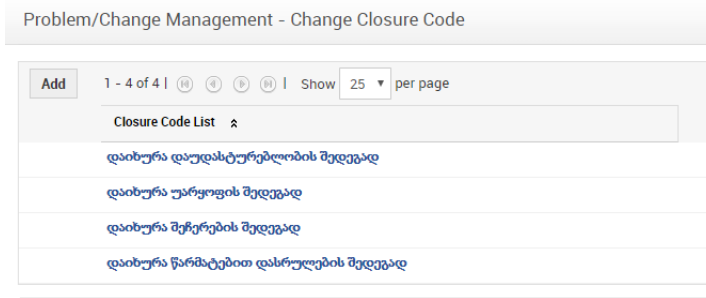 Problem/Change Management - Change Closure Code
Add 1 - 4 of 4 | | Show 25 per page
Closure Code List
დაიხურა დაუდასტურებლობის შედეგად
დაიხურა უარყოფის შედეგად
დაიხურა შეჩერების შედეგად
დაიხურა წარმატებით დასრულების შედეგად